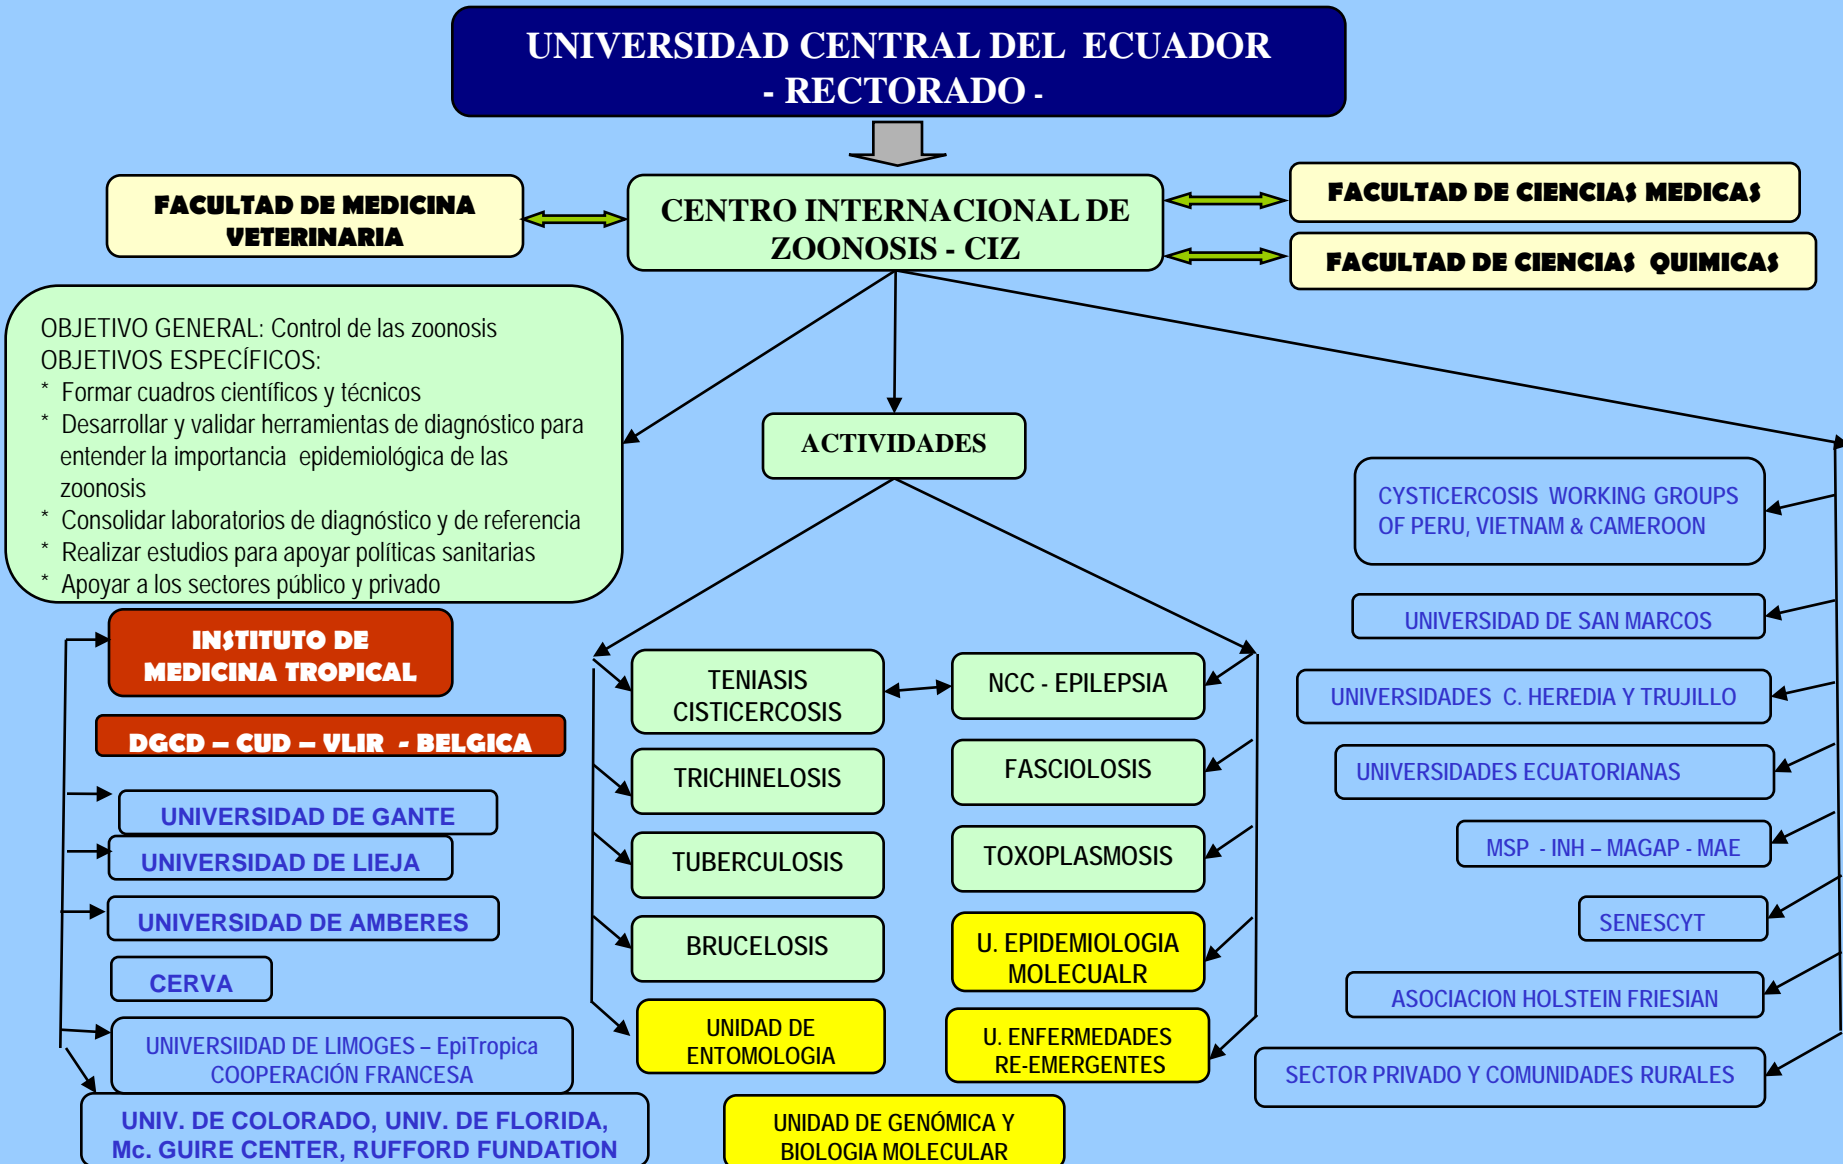 UNIVERSIDAD CENTRAL DEL ECUADOR
- RECTORADO -
FACULTAD DE MEDICINA
VETERINARIA
CENTRO INTERNACIONAL DE
ZOONOSIS - CIZ
FACULTAD DE CIENCIAS MEDICAS
FACULTAD DE CIENCIAS QUIMICAS
OBJETIVO GENERAL: Control de las zoonosis
OBJETIVOS ESPECÍFICOS:
* Formar cuadros científicos y técnicos
* Desarrollar y validar herramientas de diagnóstico para
entender la importancia epidemiológica de las
zoonosis
* Consolidar laboratorios de diagnóstico y de referencia
* Realizar estudios para apoyar políticas sanitarias
* Apoyar a los sectores público y privado
INSTITUTO DE
MEDICINA TROPICAL
DGCD – CUD – VLIR - BELGICA
UNIVERSIDAD DE GANTE
UNIVERSIDAD DE LIEJA
UNIVERSIDAD DE AMBERES
CERVA
UNIVERSIIDAD DE LIMOGES – EpiTropica
COOPERACIÓN FRANCESA
UNIV. DE COLORADO, UNIV. DE FLORIDA,
Mc. GUIRE CENTER, RUFFORD FUNDATION
ACTIVIDADES
TENIASIS
CISTICERCOSIS
TRICHINELOSIS
TUBERCULOSIS
BRUCELOSIS
UNIDAD DE
ENTOMOLOGIA
NCC - EPILEPSIA
FASCIOLOSIS
TOXOPLASMOSIS
U. EPIDEMIOLOGIA
MOLECUALR
U. ENFERMEDADES
RE-EMERGENTES
UNIDAD DE GENÓMICA Y
BIOLOGIA MOLECULAR
CYSTICERCOSIS WORKING GROUPS
OF PERU, VIETNAM & CAMEROON
UNIVERSIDAD DE SAN MARCOS
UNIVERSIDADES C. HEREDIA Y TRUJILLO
UNIVERSIDADES ECUATORIANAS
MSP - INH – MAGAP - MAE
SENESCYT
ASOCIACION HOLSTEIN FRIESIAN
SECTOR PRIVADO Y COMUNIDADES RURALES